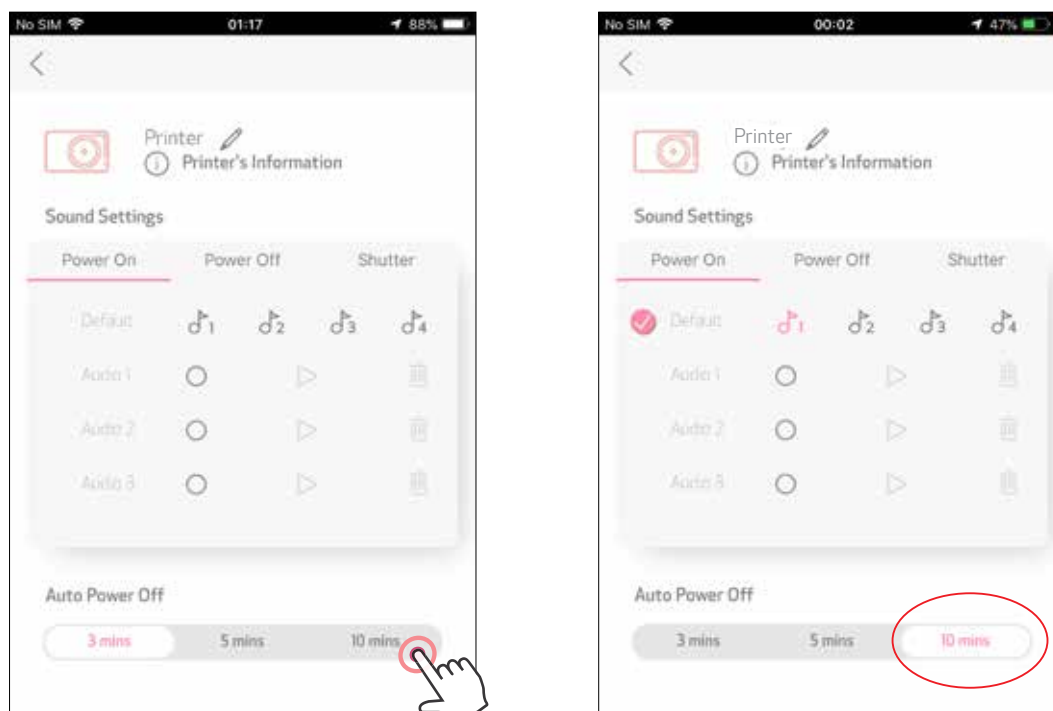 No SIM 01:17 88%
Printer
Printer's Information
Sound Settings
Power On Power Off Shutter
Default 1 2 3 4
Audio 1
Audio 2
Audio 3
Auto Power Off
3 mins 5 mins 10 mins
No SIM 00:02 47%
Printer
Printer's Information
Sound Settings
Power On Power Off Shutter
Default 1 2 3 4
Audio 1
Audio 2
Audio 3
Auto Power Off
3 mins 5 mins 10 mins